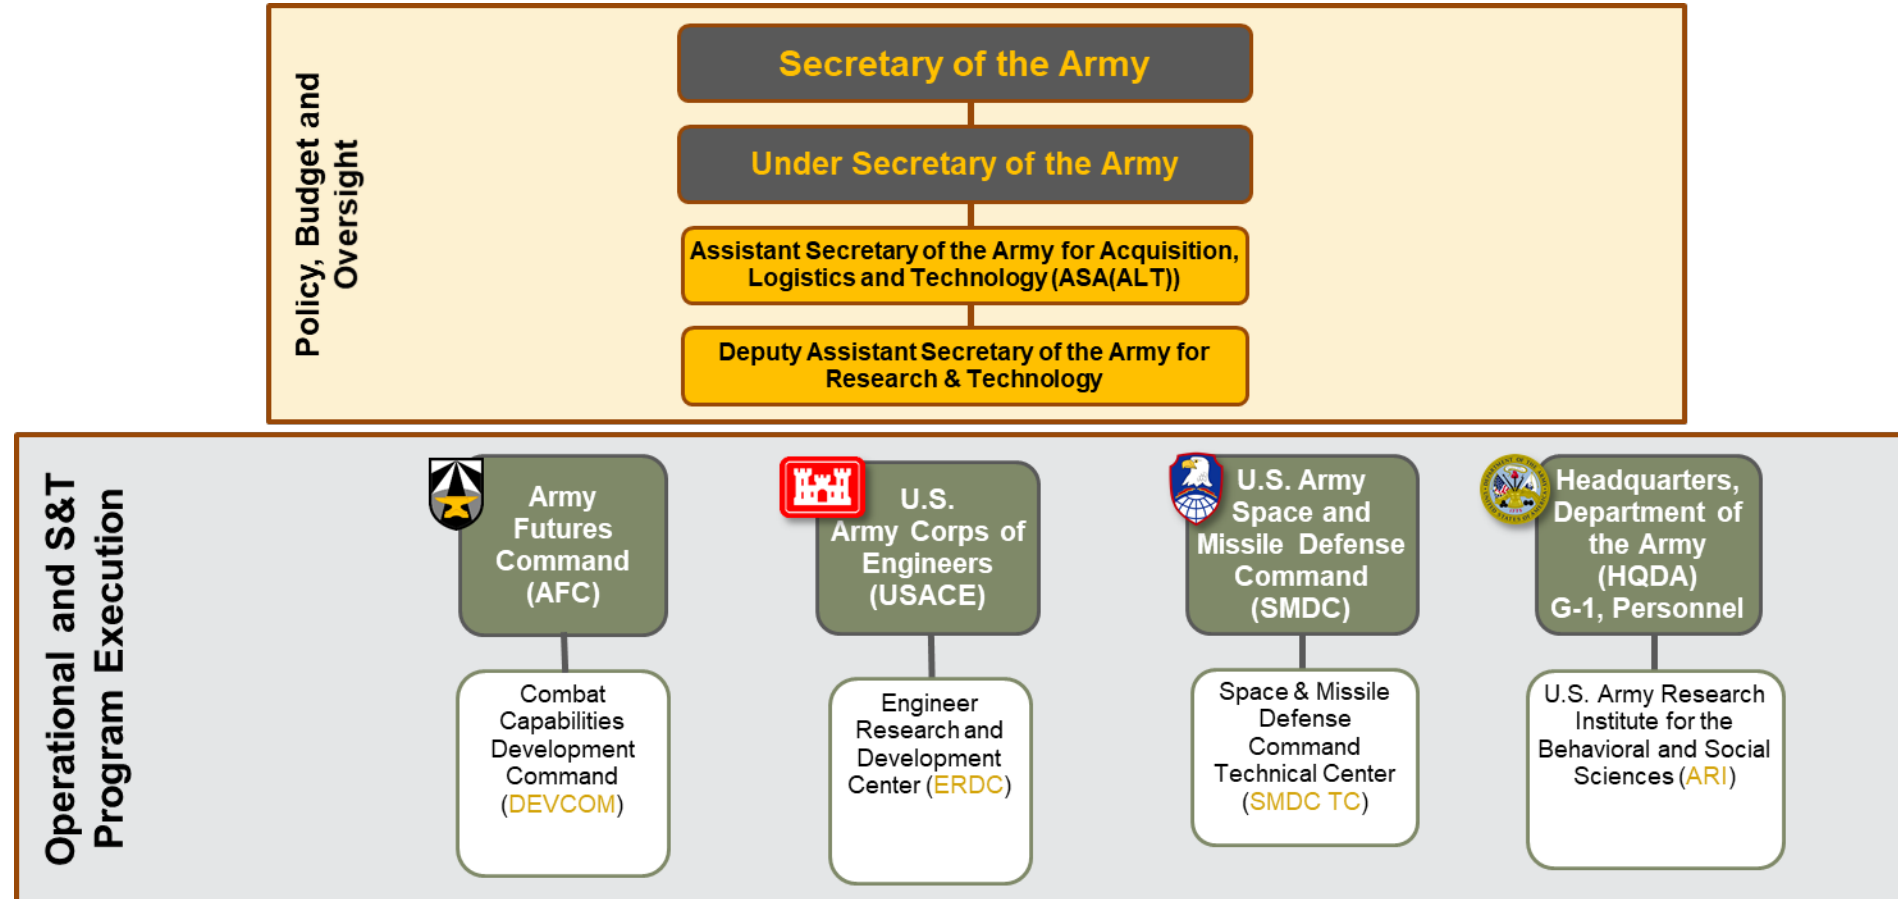 Policy, Budget and
Oversight
Secretary of the Army
Under Secretary of the Army
Assistant Secretary of the Army for Acquisition,
Logistics and Technology (ASA(ALT))
Deputy Assistant Secretary of the Army for
Research & Technology
Operational and S&T
Program Execution
Army
Futures
Command
(AFC)
U.S.
Army Corps of
Engineers
(USACE)
U.S. Army
Space and
Missile Defense
Command
(SMDC)
Headquarters,
Department of
the Army
(HQDA)
G-1, Personnel
Combat
Capabilities
Development
Command
(DEVCOM)
Engineer
Research and
Development
Center (ERDC)
Space & Missile
Defense
Command
Technical Center
(SMDC TC)
U.S. Army Research
Institute for the
Behavioral and Social
Sciences (ARI)